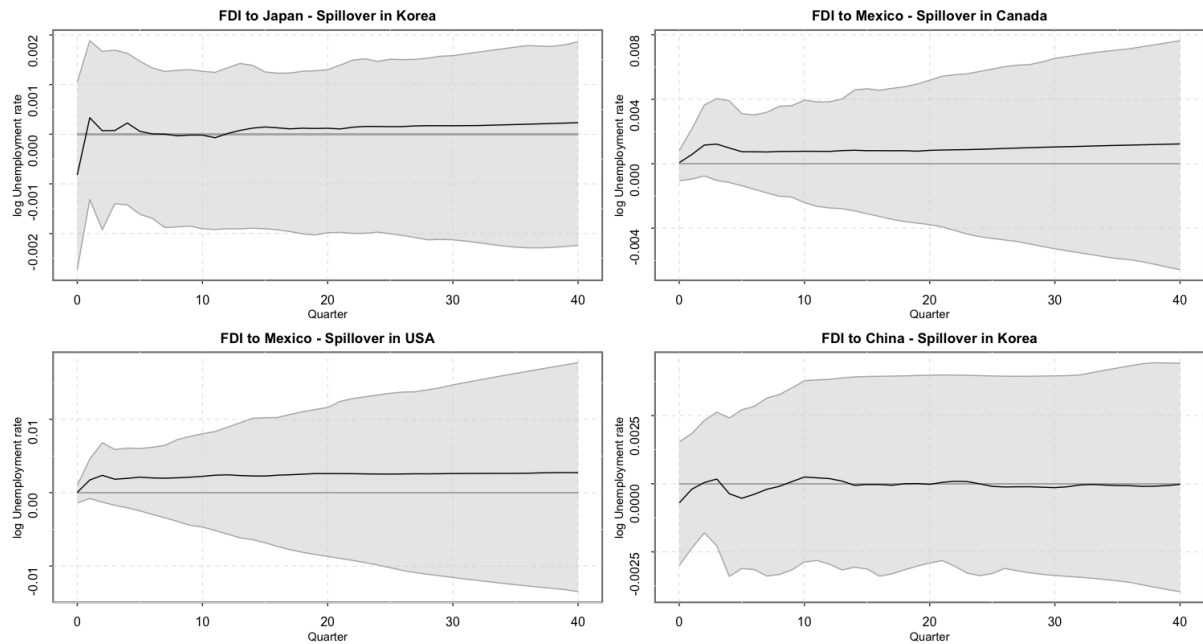 FDI to Japan - Spillover in Korea
log Unemployment rate
0.002
0.001
0.000
-0.001
-0.002
0 10 20 30 40
Quarter
FDI to Mexico - Spillover in Canada
log Unemployment rate
0.008
0.004
0.000
-0.004
0 10 20 30 40
Quarter
FDI to Mexico - Spillover in USA
log Unemployment rate
0.01
0.00
-0.01
0 10 20 30 40
Quarter
FDI to China - Spillover in Korea
log Unemployment rate
0.0025
0.0000
-0.0025
0 10 20 30 40
Quarter